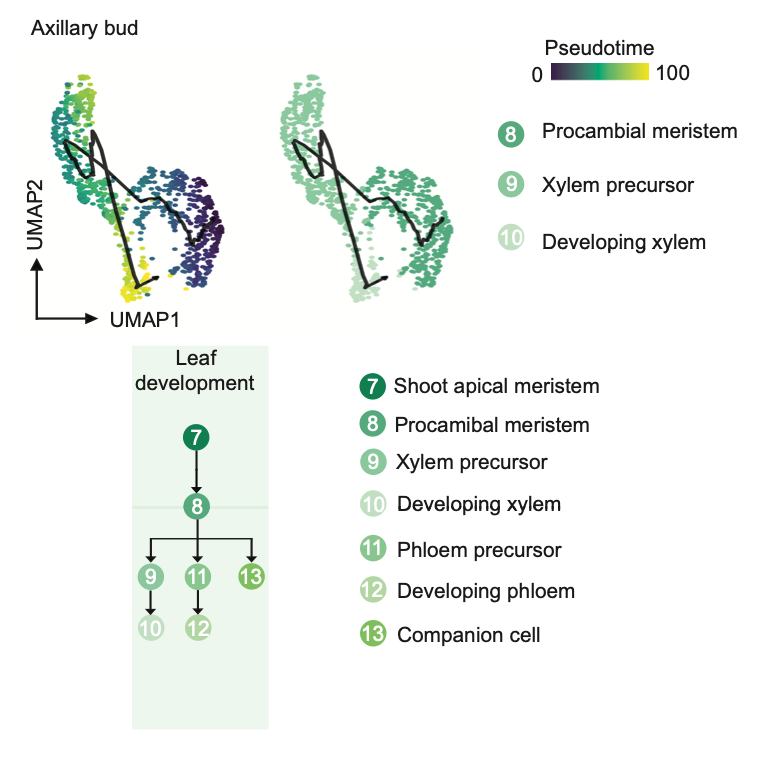 Axillary bud
Pseudotime
0 100
8 Procambial meristem
9 Xylem precursor
10 Developing xylem
UMAP2
UMAP1
Leaf
development
7
8
9 11 13
10 12
7 Shoot apical meristem
8 Procamibal meristem
9 Xylem precursor
10 Developing xylem
11 Phloem precursor
12 Developing phloem
13 Companion cell